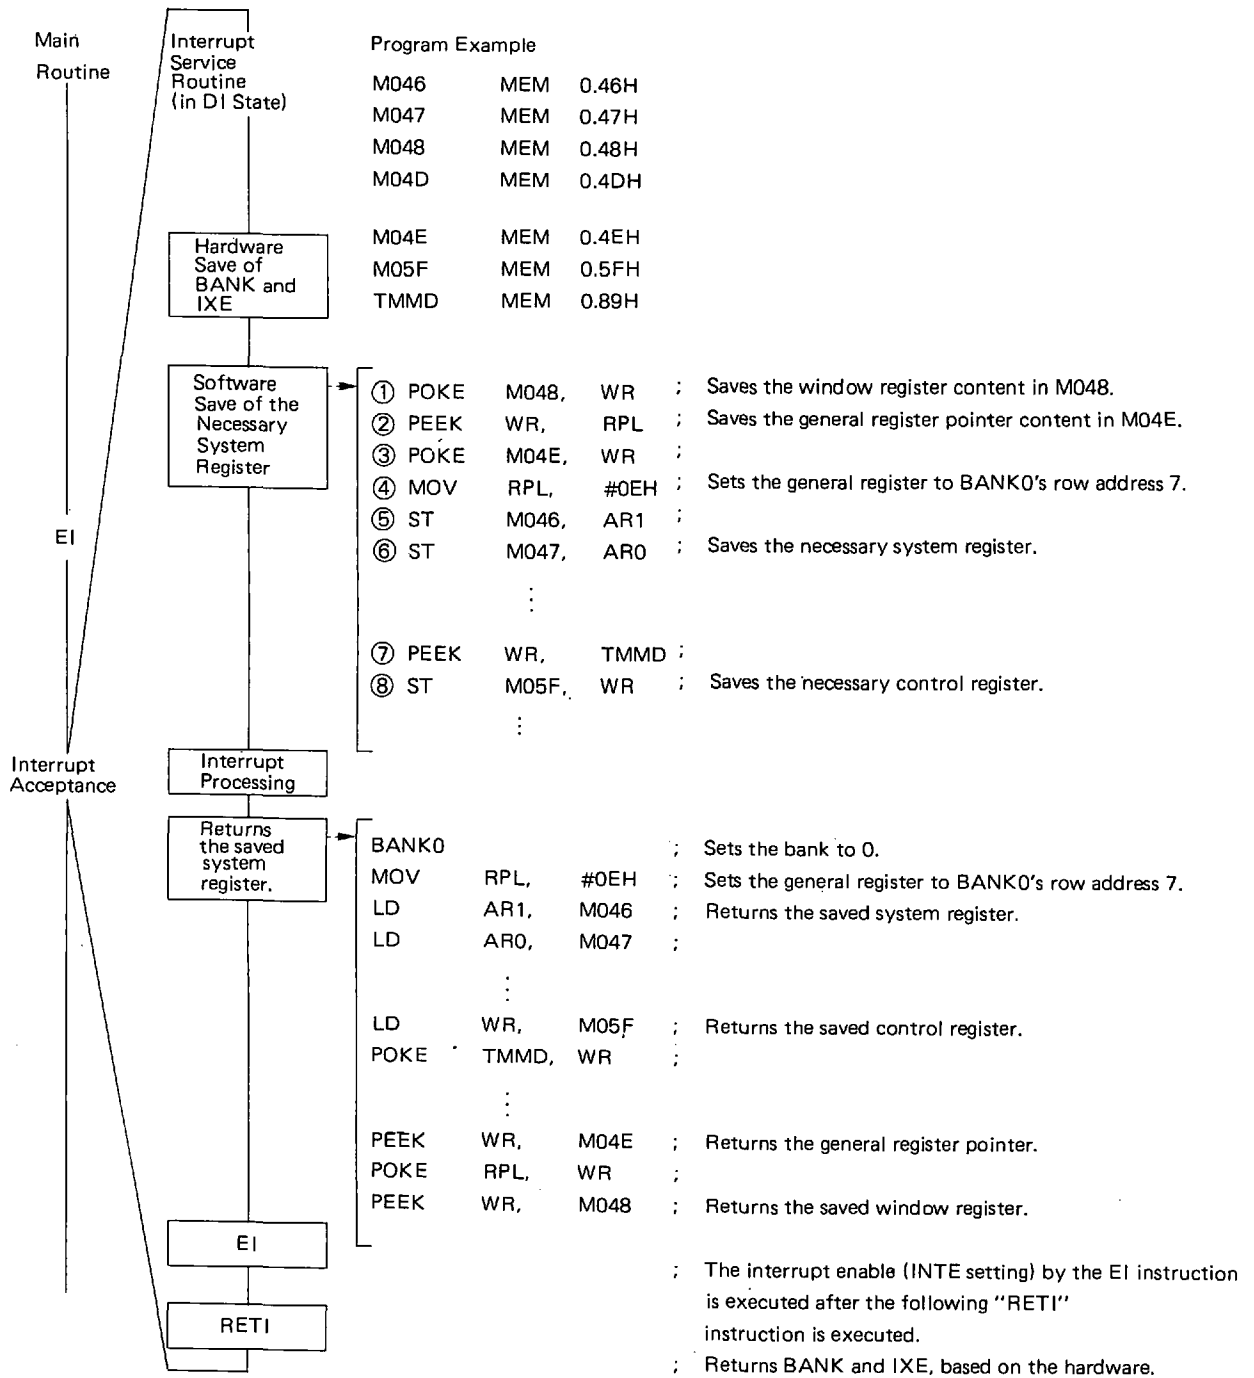 Main
Routine
Interrupt
Service
Routine
(in DI State)
Program Example
M046 MEM 0.46H
M047 MEM 0.47H
M048 MEM 0.48H
M04D MEM 0.4DH
M04E MEM 0.4EH
M05F MEM 0.5FH
TMMD MEM 0.89H
Hardware
Save of
BANK and
IXE
Software
Save of the
Necessary
System
Register
① POKE M048, WR ; Saves the window register content in M048.
② PEEK WR, RPL ; Saves the general register pointer content in M04E.
③ POKE M04E, WR ;
④ MOV RPL, #0EH ; Sets the general register to BANK0's row address 7.
⑤ ST M046, AR1 ;
⑥ ST M047, AR0 ; Saves the necessary system register.
⋮
⑦ PEEK WR, TMMD ;
⑧ ST M05F, WR ; Saves the necessary control register.
⋮
EI
Interrupt
Acceptance
Interrupt
Processing
Returns
the saved
system
register.
BANK0 ; Sets the bank to 0.
MOV RPL, #0EH ; Sets the general register to BANK0's row address 7.
LD AR1, M046 ; Returns the saved system register.
LD AR0, M047 ;
⋮
LD WR, M05F ; Returns the saved control register.
POKE TMMD, WR ;
⋮
PEEK WR, M04E ; Returns the general register pointer.
POKE RPL, WR ;
PEEK WR, M048 ; Returns the saved window register.
EI
; The interrupt enable (INTE setting) by the EI instruction
is executed after the following "RETI"
instruction is executed.
RETI
; Returns BANK and IXE, based on the hardware.